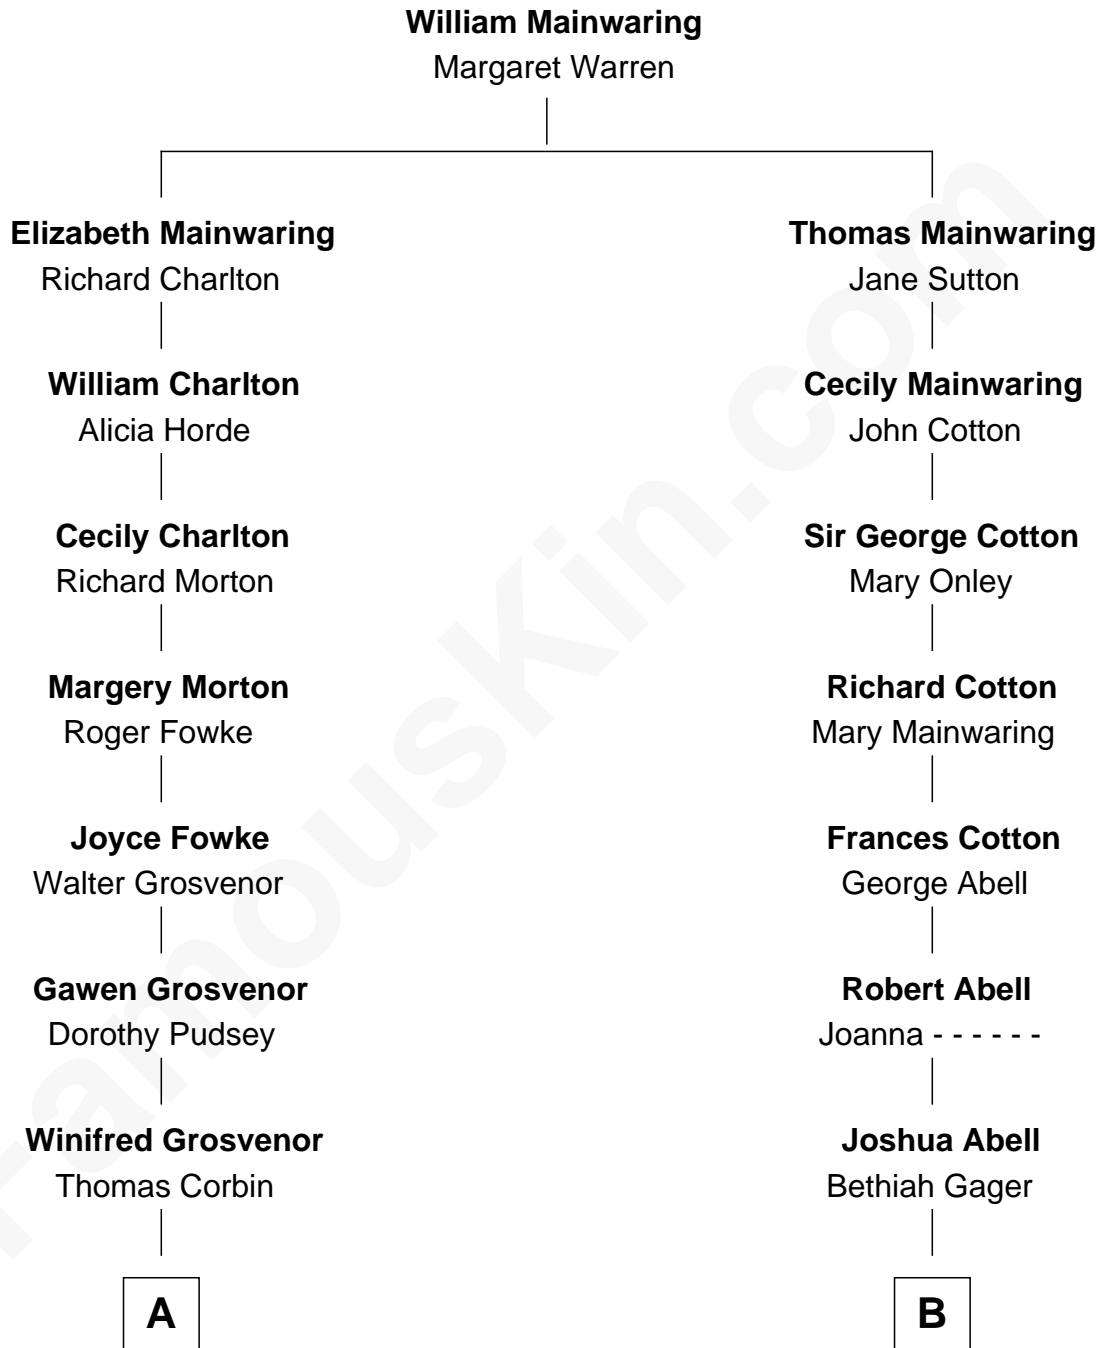 William Mainwaring
Margaret Warren
Elizabeth Mainwaring
Richard Charlton
Thomas Mainwaring
Jane Sutton
William Charlton
Alicia Horde
Cecily Mainwaring
John Cotton
Cecily Charlton
Richard Morton
Sir George Cotton
Mary Onley
Margery Morton
Roger Fowke
Richard Cotton
Mary Mainwaring
Joyce Fowke
Walter Grosvenor
Frances Cotton
George Abell
Gawen Grosvenor
Dorothy Pudsey
Robert Abell
Joanna - - - - - -
Winifred Grosvenor
Thomas Corbin
Joshua Abell
Bethiah Gager
A
B
FamousKin.com